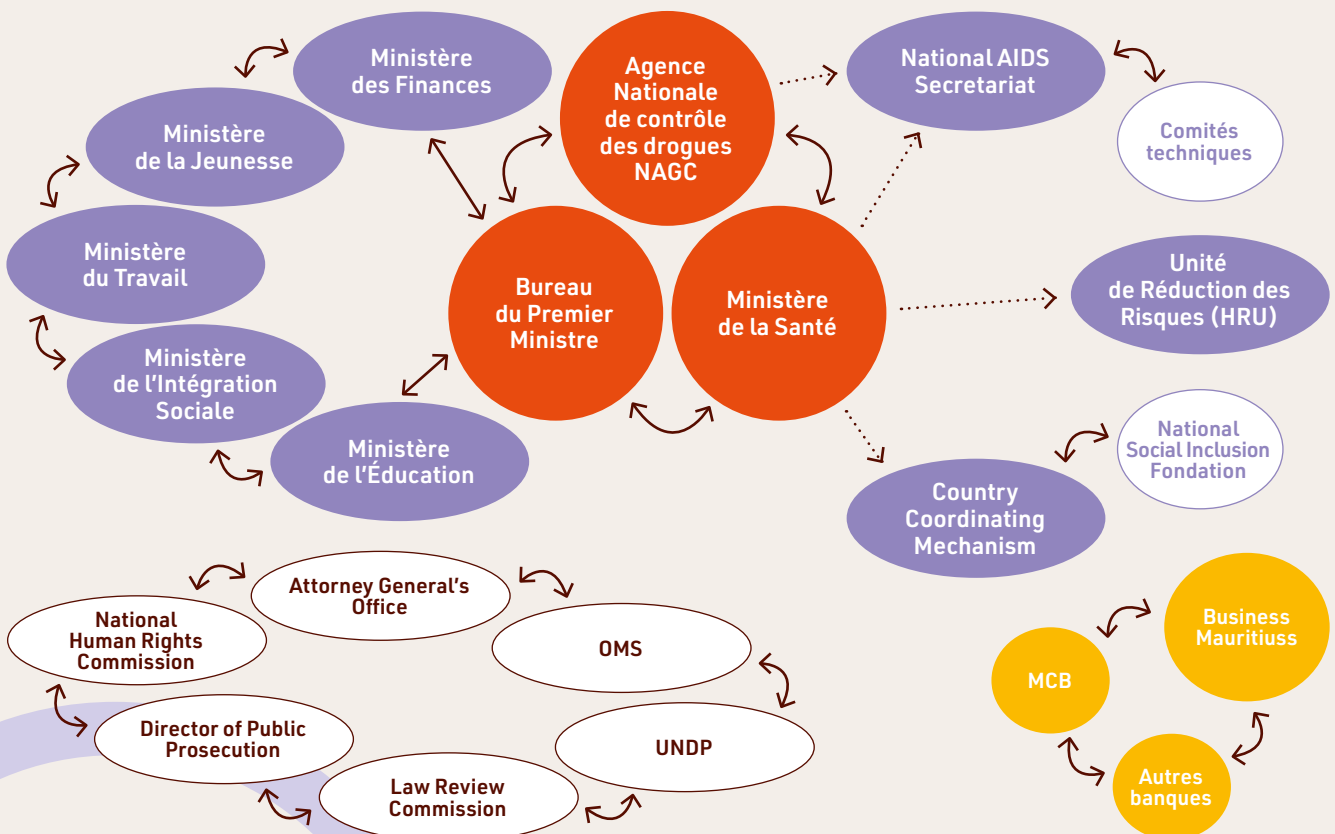 Ministère
des Finances
Agence
Nationale
de contrôle
des drogues
NAGC
National AIDS
Secretariat
Comités
techniques
Ministère
de la Jeunesse
Ministère
du Travail
Bureau
du Premier
Ministre
Ministère
de la Santé
Unité
de Réduction des
Risques (HRU)
Ministère
de l'Intégration
Sociale
Ministère
de l'Éducation
National
Social Inclusion
Fondation
Country
Coordinating
Mechanism
Attorney General's
Office
National
Human Rights
Commission
OMS
Director of Public
Prosecution
UNDP
Law Review
Commission
Business
Mauritiuss
MCB
Autres
banques